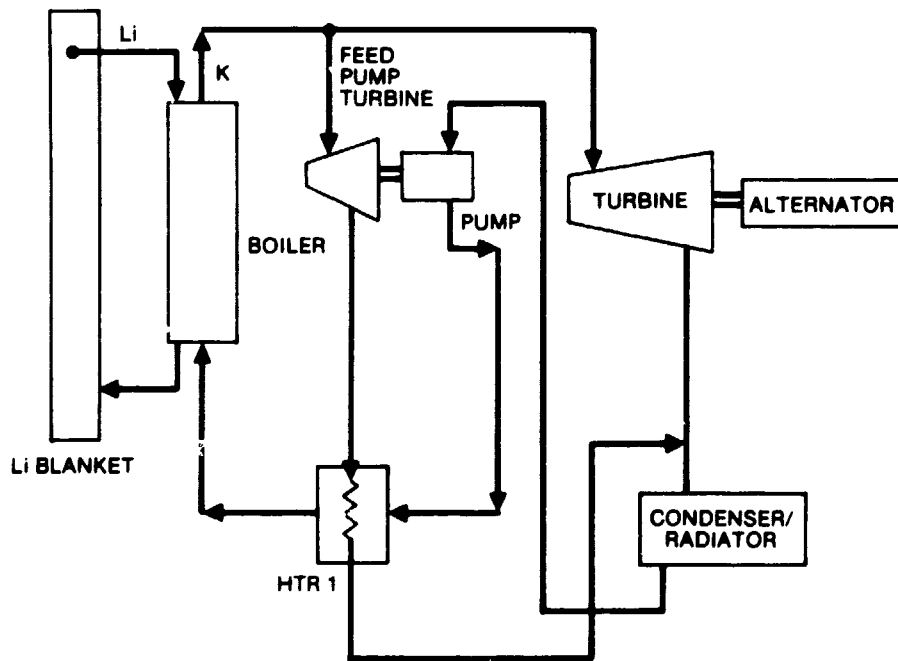 Li
K
FEED
PUMP
TURBINE
TURBINE
ALTERNATOR
PUMP
BOILER
Li BLANKET
CONDENSER/
RADIATOR
HTR 1